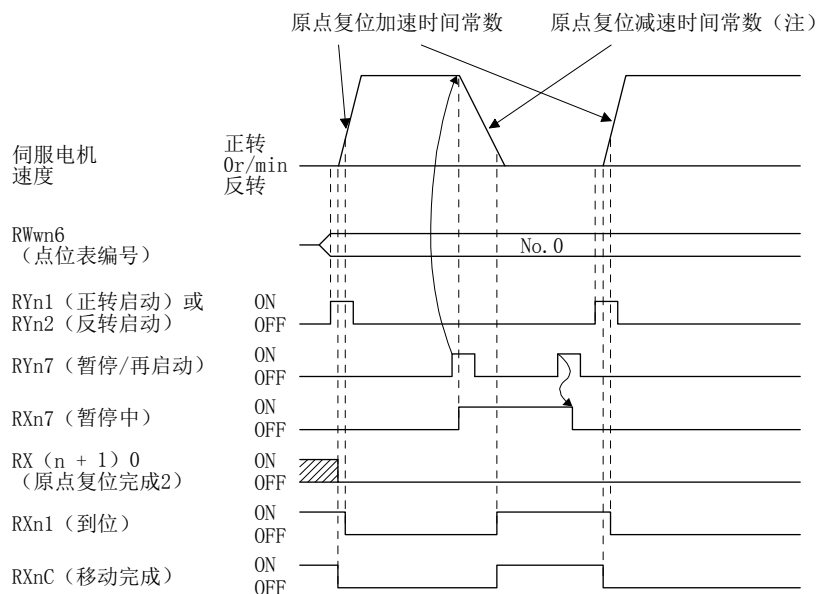 原点复位加速时间常数
原点复位减速时间常数（注）
伺服电机
速度
正转
0r/min
反转
RWwn6
（点位表编号）
No.0
RYn1（正转启动）或
RYn2（反转启动）
ON
OFF
RYn7（暂停/再启动）
ON
OFF
RXn7（暂停中）
ON
OFF
RX（n + 1）0
（原点复位完成2）
ON
OFF
RXn1（到位）
ON
OFF
RXnC（移动完成）
ON
OFF